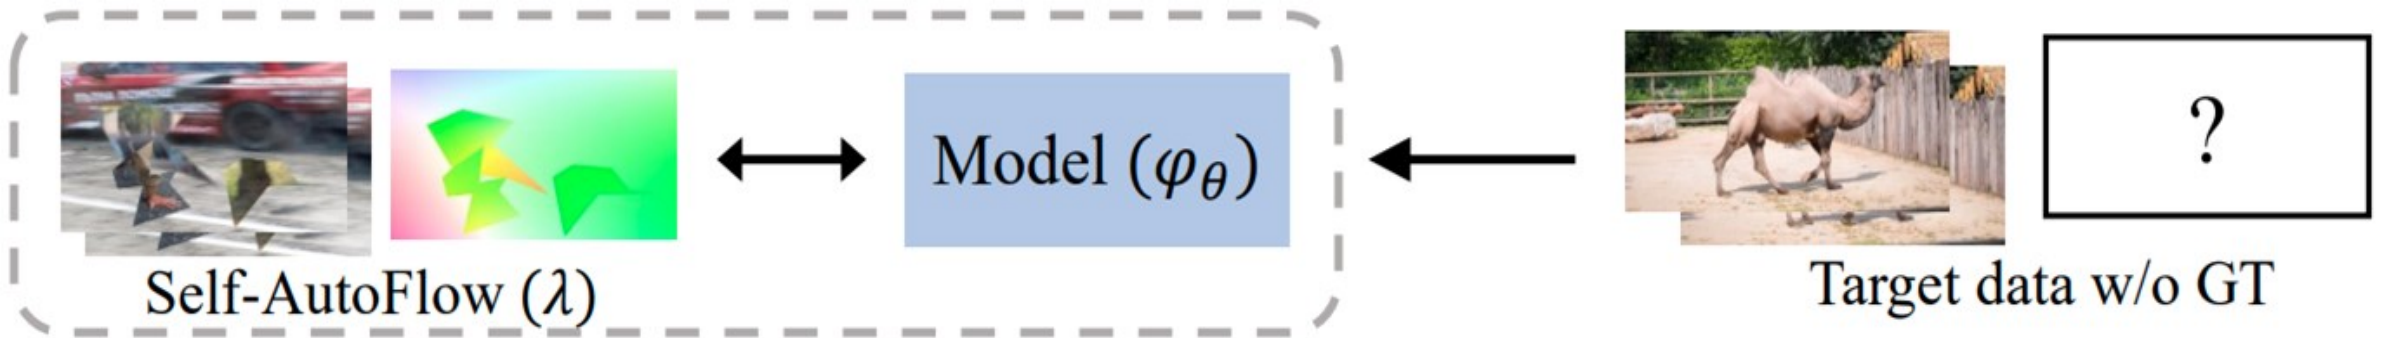 Self-AutoFlow (λ)
Model (φ_θ)
?
Target data w/o GT